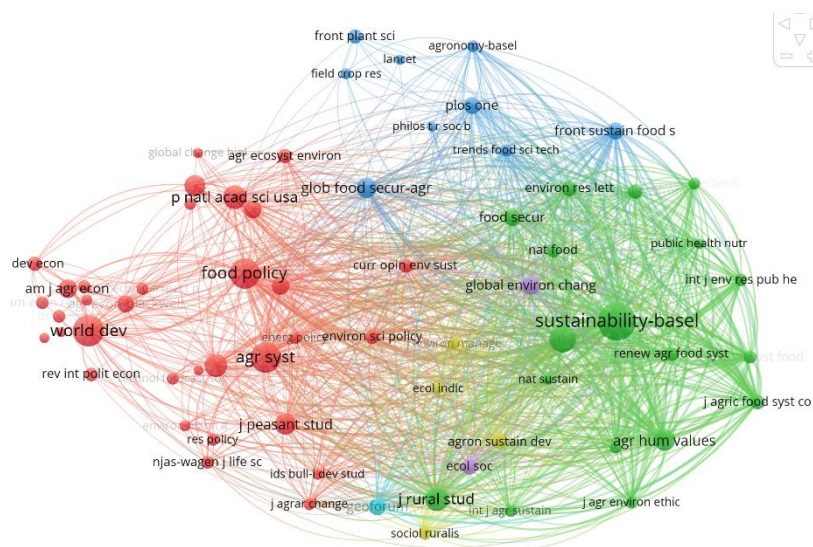 front plant sci
agronomy-basel
lancet
field crop res
plos one
philos t r soc b
front sustain food s
trends food sci tech
global change biol
agr ecosyst environ
glob food secur-agr
environ res lett
p natl acad sci usa
food secur
public health nutr
nat food
dev econ
curr opin env sust
food policy
int j env res pub he
global environ chang
am j agr econ
world dev
sustainability-basel
energ policy
environ sci policy
j environ manage
agr syst
renew agr food syst
rev int polit econ
nat sustain
ecol indic
j agric food syst co
j peasant stud
res policy
agron sustain dev
agr hum values
njas-wagen j life sc
ecol soc
ids bull-i dev stud
j agrar change
j rural stud
geoforum
int j agr sustain
j agr environ ethic
sociol ruralis